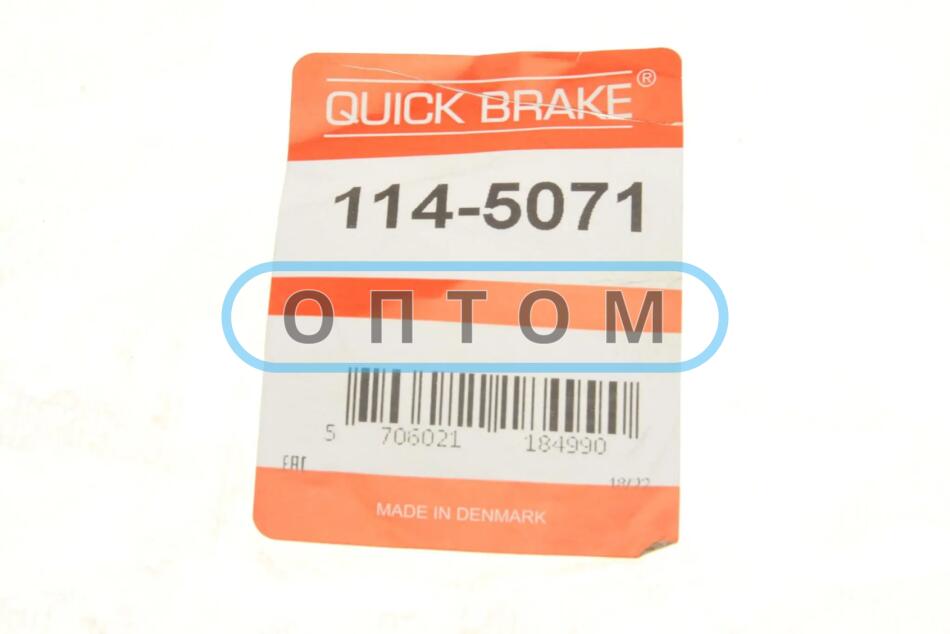 QUICK BRAKE®
114-5071
ОПТОМ
5 706021 184990
EAC
18/22
MADE IN DENMARK